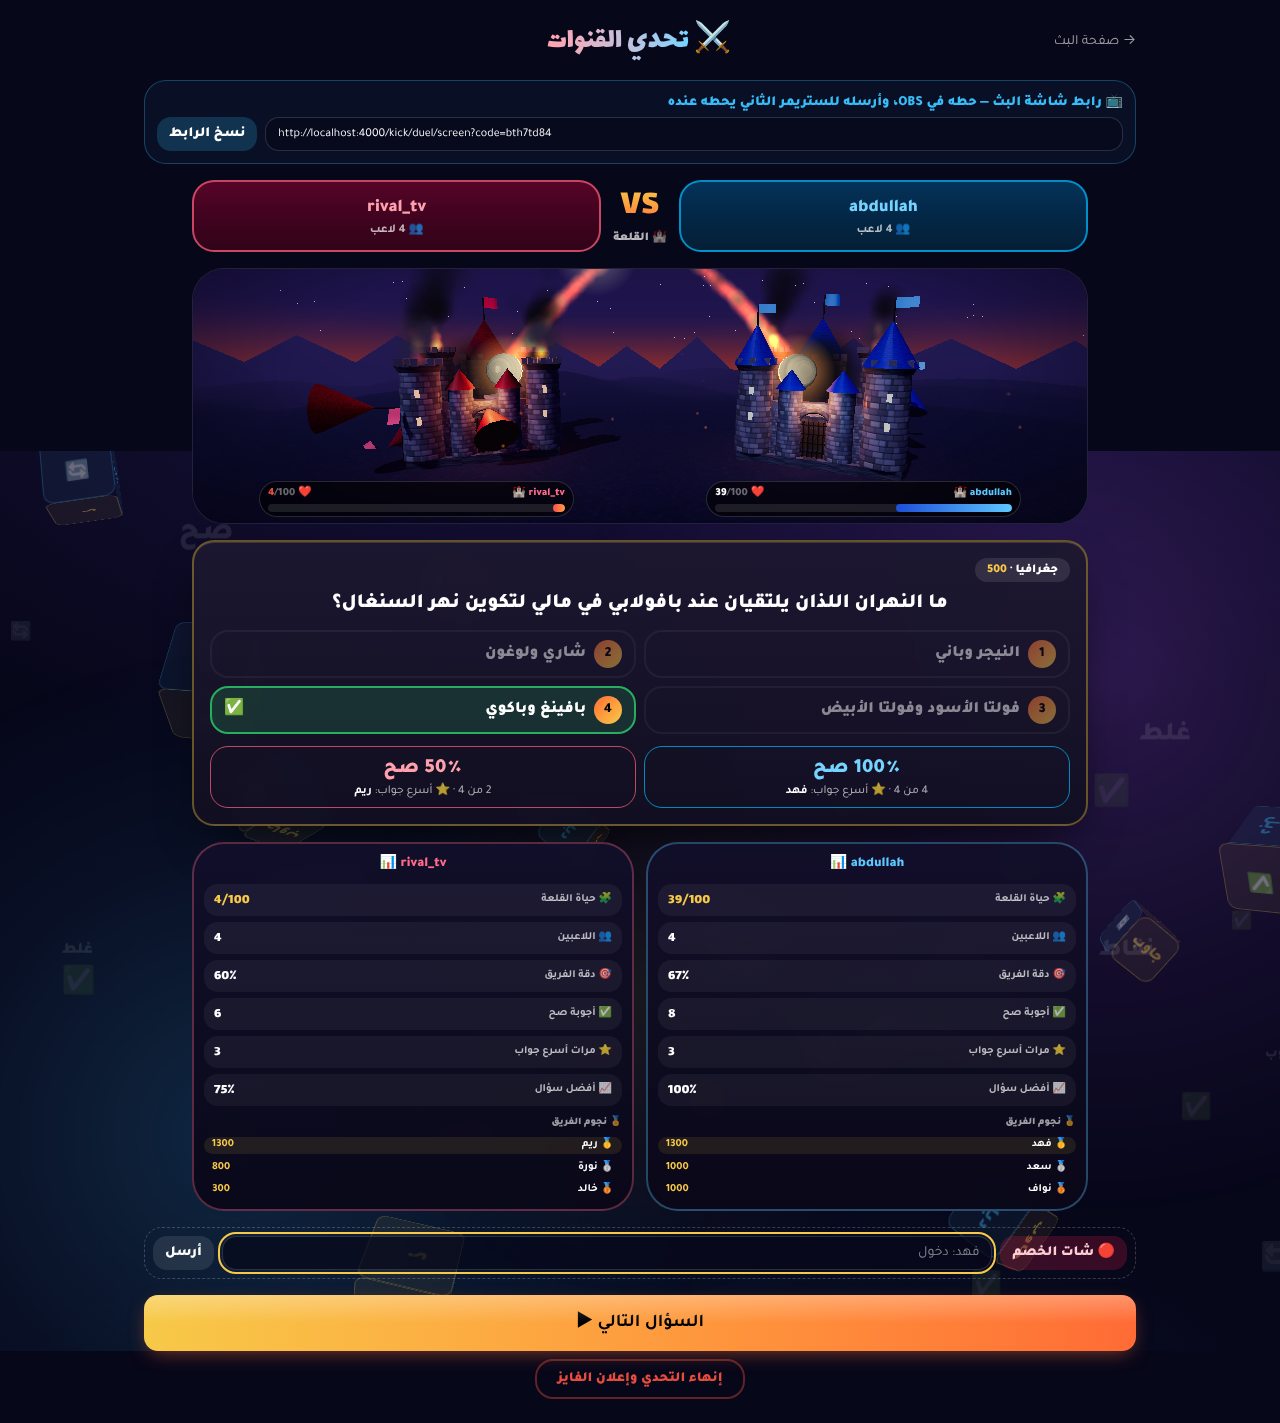 → صفحة البث
⚔️ تحدي القنوات
📺 رابط شاشة البث — حطه في OBS، وأرسله للستريمر الثاني يحطه عنده
http://localhost:4000/kick/duel/screen?code=bth7td84
نسخ الرابط
abdullah
👥 4 لاعب
VS
🏰 القلعة
rival_tv
👥 4 لاعب
🏰 abdullah
39/100 ❤️
🏰 rival_tv
4/100 ❤️
جغرافيا · 500
ما النهران اللذان يلتقيان عند بافولابي في مالي لتكوين نهر السنغال؟
1 النيجر وباني
2 شاري ولوغون
3 فولتا الأسود وفولتا الأبيض
4 بافينغ وباكوي ✅
100٪ صح
4 من 4 · ⭐ أسرع جواب: فهد
50٪ صح
2 من 4 · ⭐ أسرع جواب: ريم
📊 abdullah
🧩 حياة القلعة 39/100
👥 اللاعبين 4
🎯 دقة الفريق 67٪
✅ أجوبة صح 8
⭐ مرات أسرع جواب 3
📈 أفضل سؤال 100٪
🏅 نجوم الفريق
🥇 فهد 1300
🥈 سعد 1000
🥉 نواف 1000
📊 rival_tv
🧩 حياة القلعة 4/100
👥 اللاعبين 4
🎯 دقة الفريق 60٪
✅ أجوبة صح 6
⭐ مرات أسرع جواب 3
📈 أفضل سؤال 75٪
🏅 نجوم الفريق
🥇 ريم 1300
🥈 نورة 800
🥉 خالد 300
🔴 شات الخصم
فهد: دخول
أرسل
السؤال التالي ▶
إنهاء التحدي وإعلان الفايز
صح
غلط
غلط
جاوب